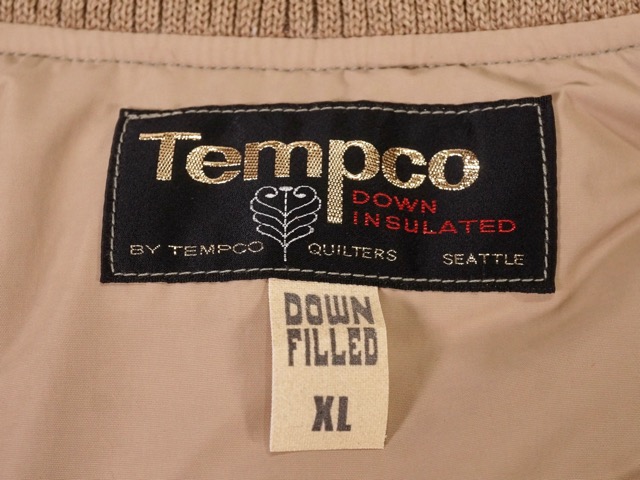 Tempco
DOWN
INSULATED
BY TEMPCO QUILTERS SEATTLE
DOWN
FILLED
XL